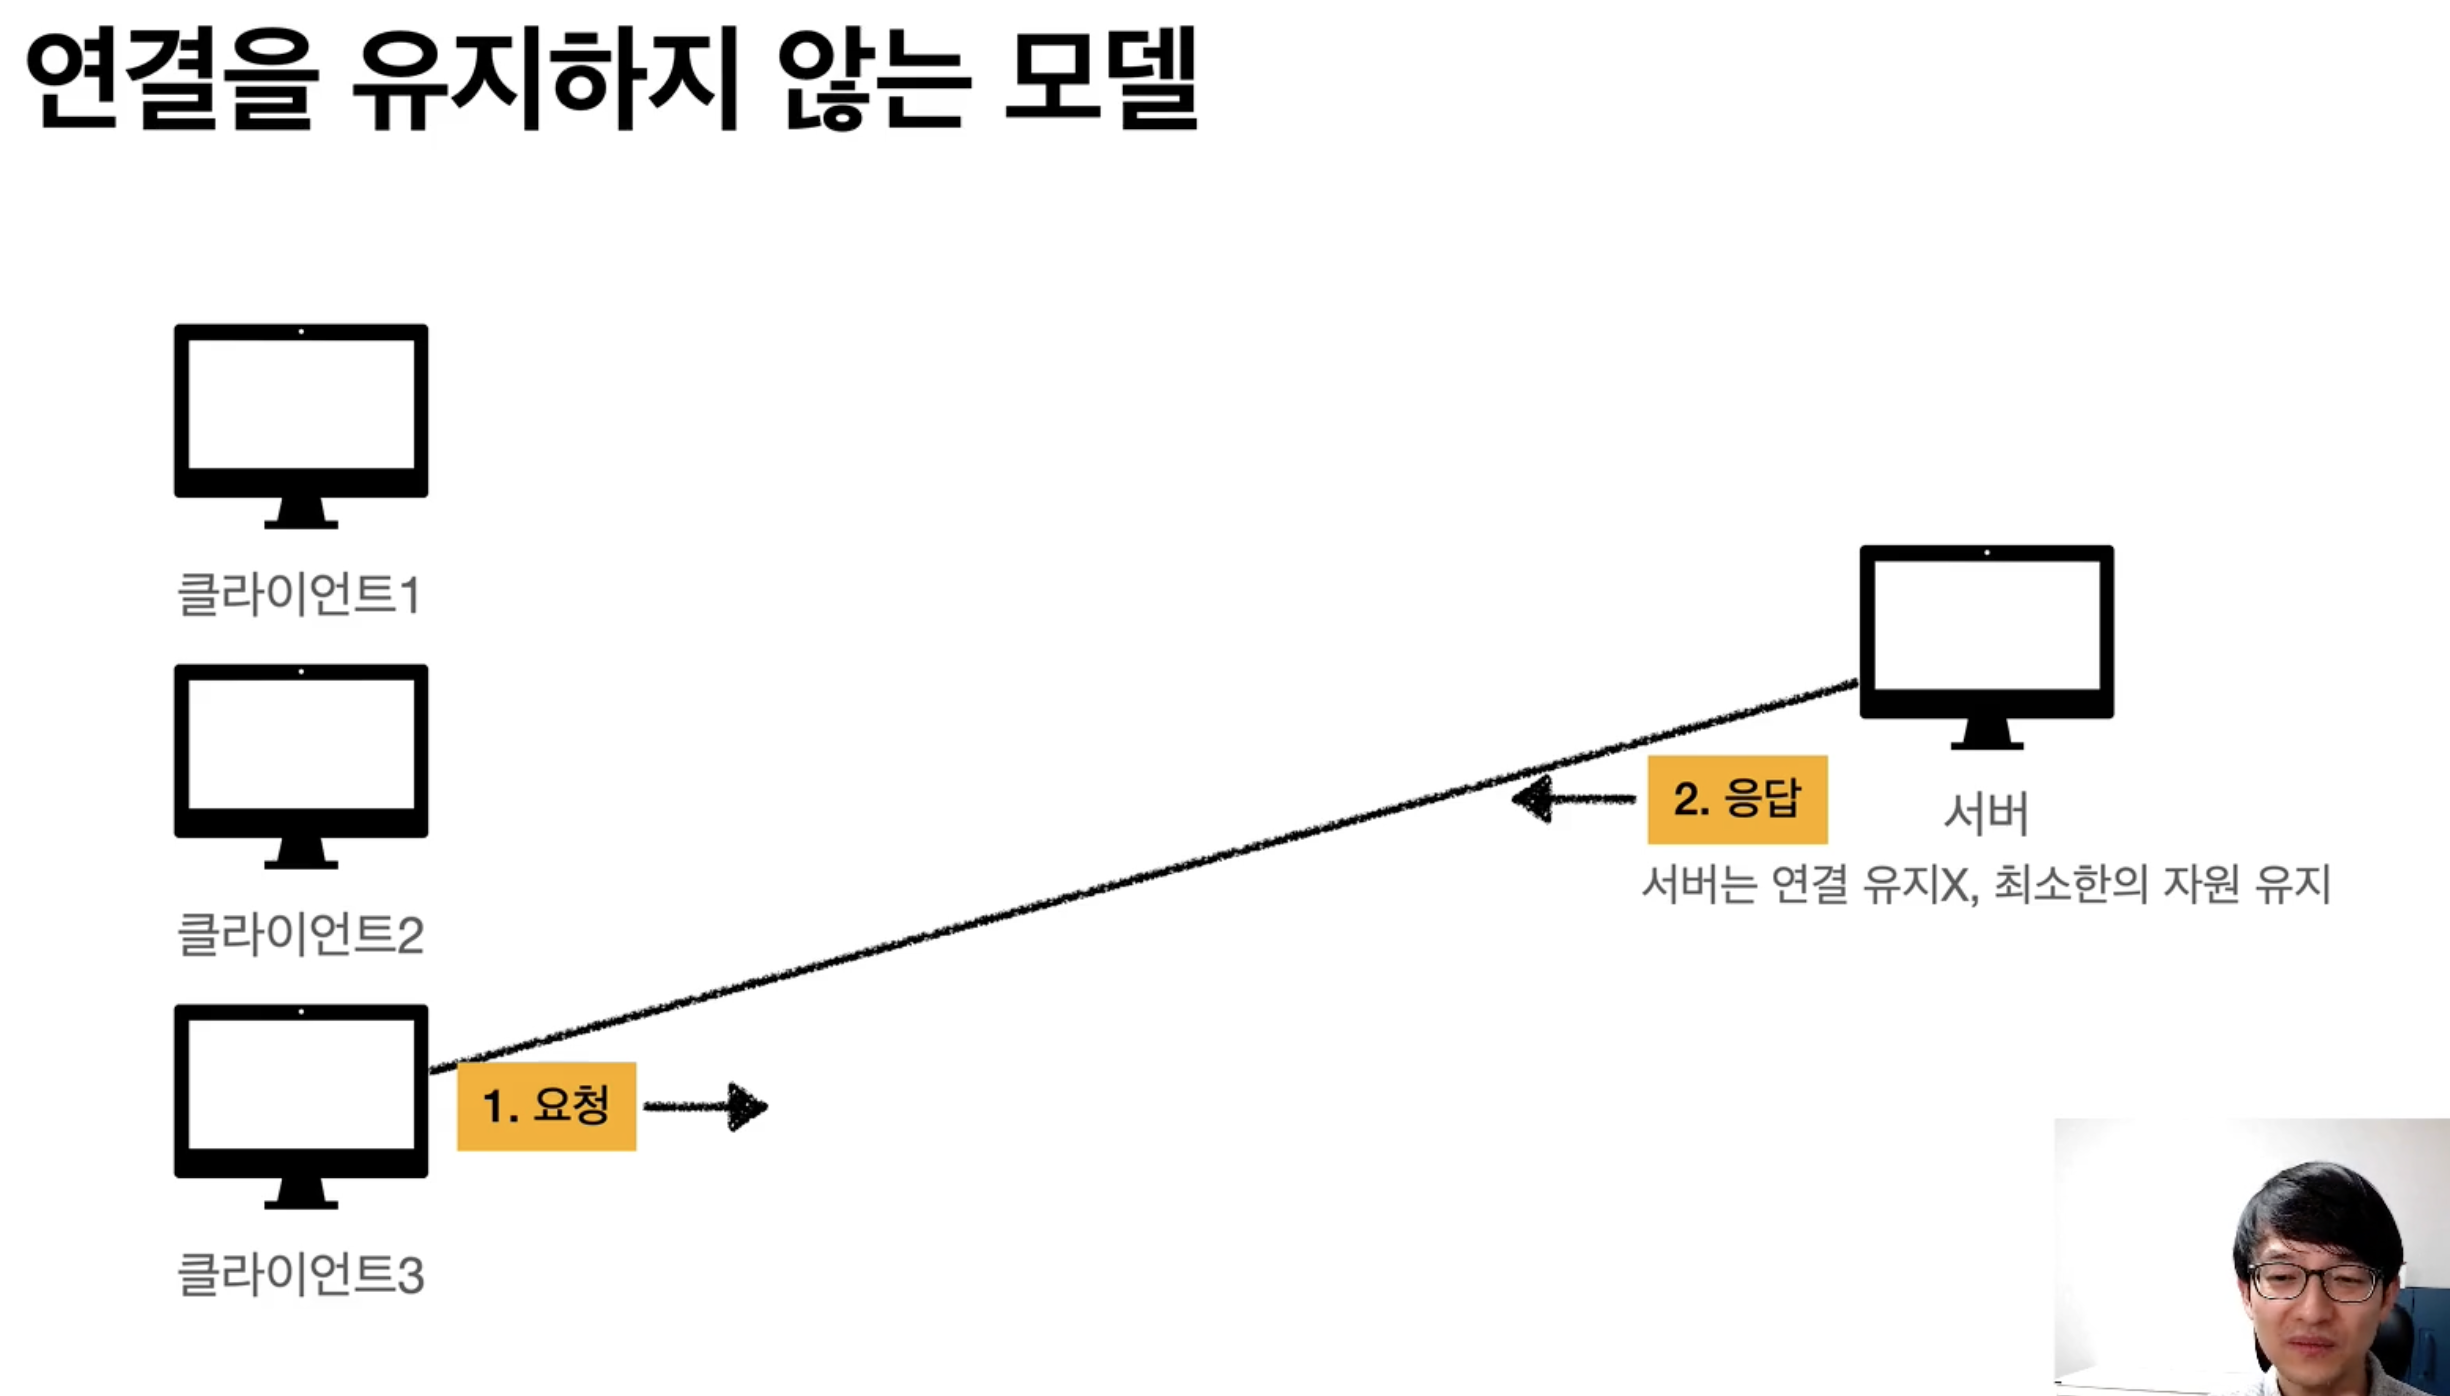 연결을 유지하지 않는 모델
클라이언트1
클라이언트2
2. 응답
서버
서버는 연결 유지X, 최소한의 자원 유지
1. 요청
클라이언트3